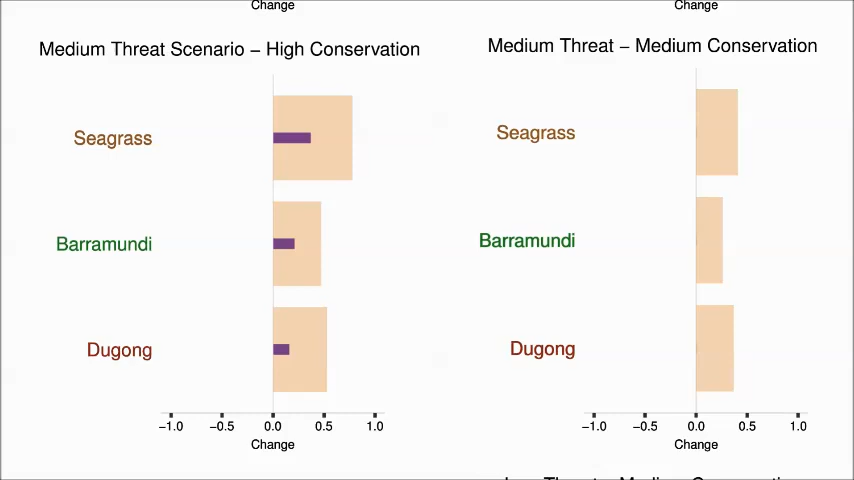 Change
Change
Medium Threat Scenario – High Conservation
Seagrass
Barramundi
Dugong
−1.0 −0.5 0.0 0.5 1.0
Change
Medium Threat – Medium Conservation
Seagrass
Barramundi
Dugong
−1.0 −0.5 0.0 0.5 1.0
Change